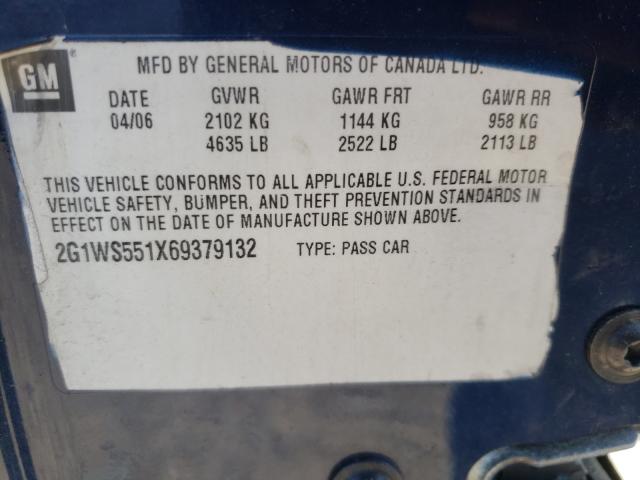 GM ®
MFD BY GENERAL MOTORS OF CANADA LTD.
DATE GVWR GAWR FRT GAWR RR
04/06 2102 KG 1144 KG 958 KG
4635 LB 2522 LB 2113 LB
THIS VEHICLE CONFORMS TO ALL APPLICABLE U.S. FEDERAL MOTOR
VEHICLE SAFETY, BUMPER, AND THEFT PREVENTION STANDARDS IN
EFFECT ON THE DATE OF MANUFACTURE SHOWN ABOVE.
2G1WS551X69379132 TYPE: PASS CAR